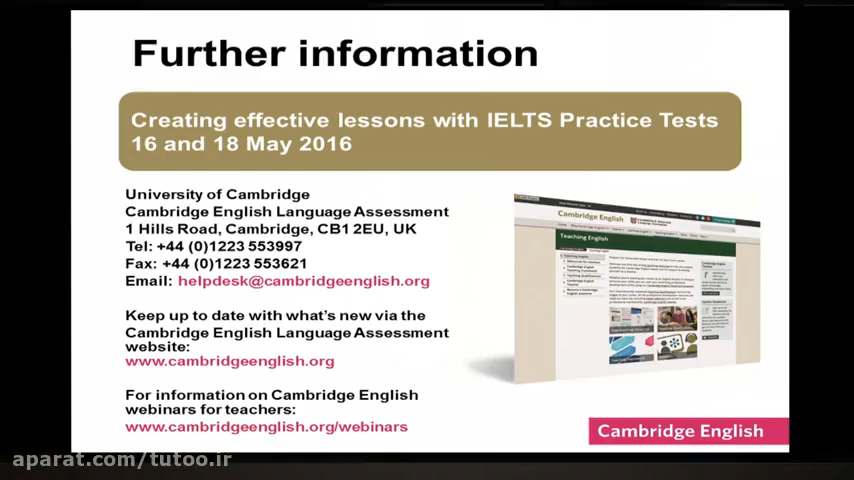 Further information
Creating effective lessons with IELTS Practice Tests
16 and 18 May 2016
University of Cambridge
Cambridge English Language Assessment
1 Hills Road, Cambridge, CB1 2EU, UK
Tel: +44 (0)1223 553997
Fax: +44 (0)1223 553621
Email: helpdesk@cambridgeenglish.org
Keep up to date with what's new via the
Cambridge English Language Assessment
website:
www.cambridgeenglish.org
For information on Cambridge English
webinars for teachers:
www.cambridgeenglish.org/webinars
Cambridge English
Teaching English
Cambridge English
aparat.com/tutoo.ir